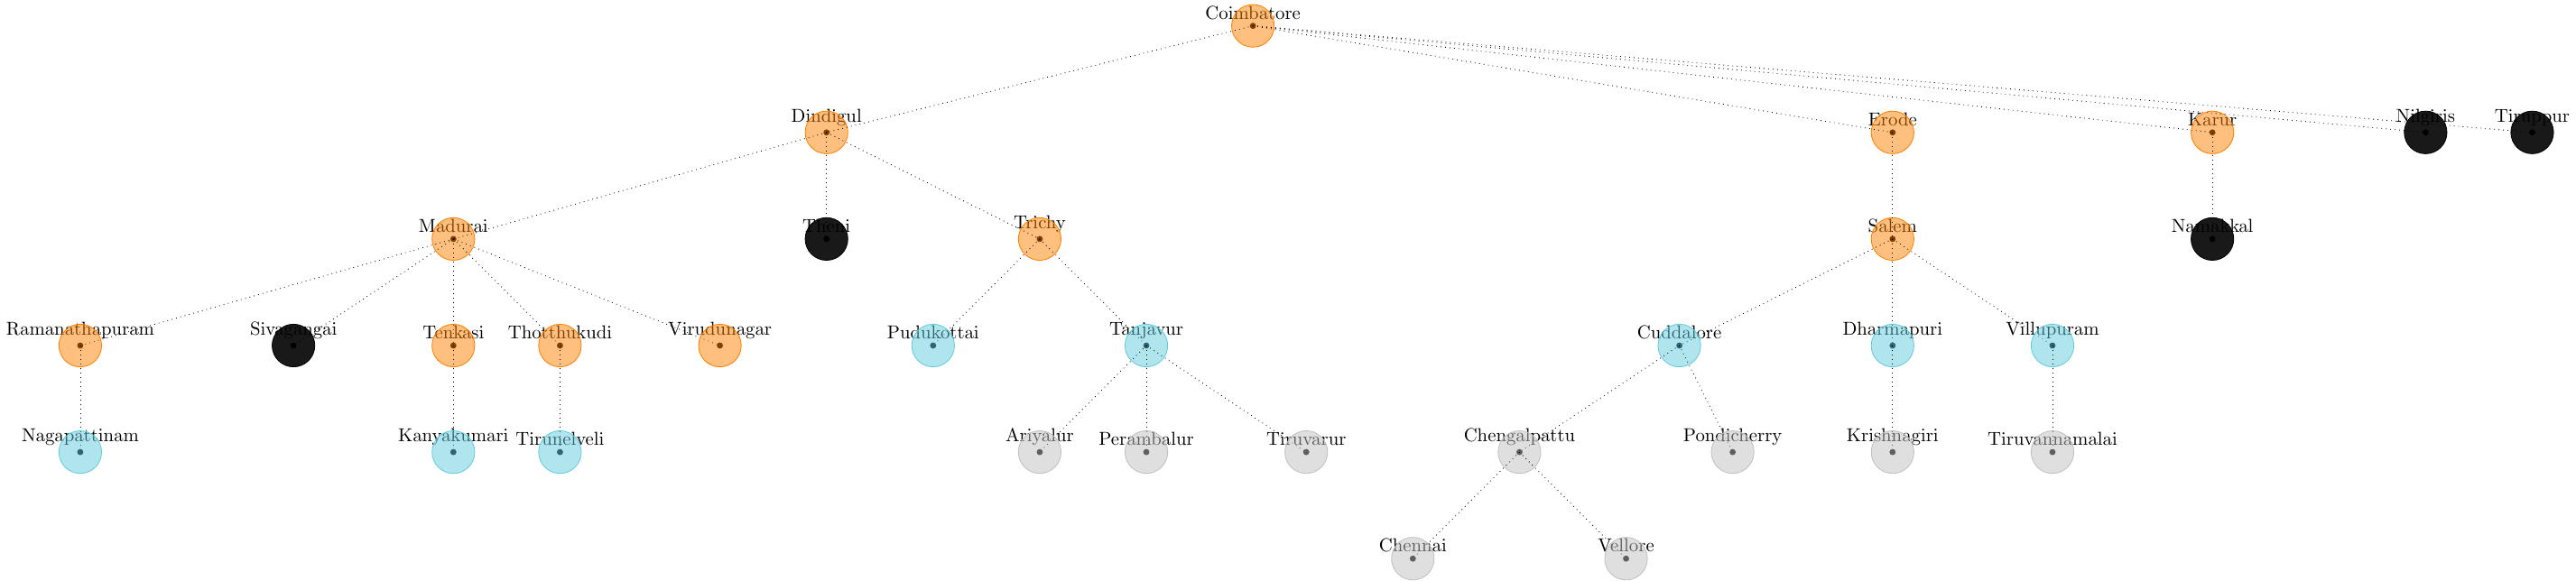 Coimbatore
Dindigul
Erode
Karur
Nilgiris
Tiruppur
Madurai
Theni
Trichy
Salem
Namakkal
Ramanathapuram
Sivagangai
Tenkasi
Thotthukudi
Virudunagar
Pudukottai
Tanjavur
Cuddalore
Dharmapuri
Villupuram
Nagapattinam
Kanyakumari
Tirunelveli
Ariyalur
Perambalur
Tiruvarur
Chengalpattu
Pondicherry
Krishnagiri
Tiruvannamalai
Chennai
Vellore